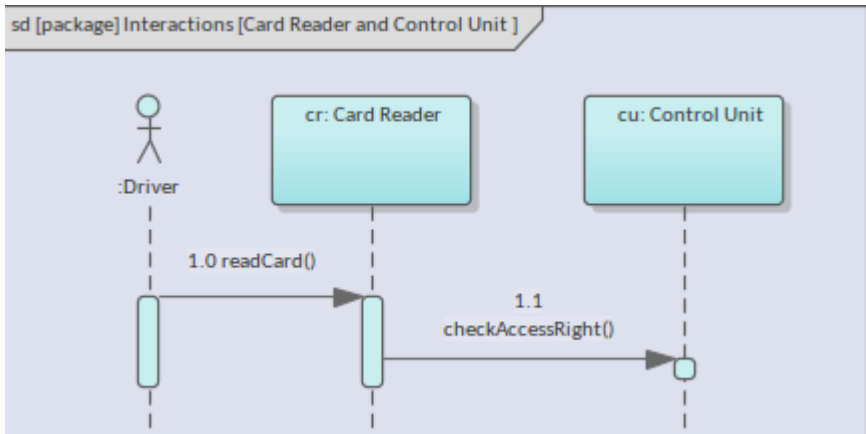 sd [package] Interactions [Card Reader and Control Unit ]
cr: Card Reader
cu: Control Unit
:Driver
1.0 readCard()
1.1
checkAccessRight()